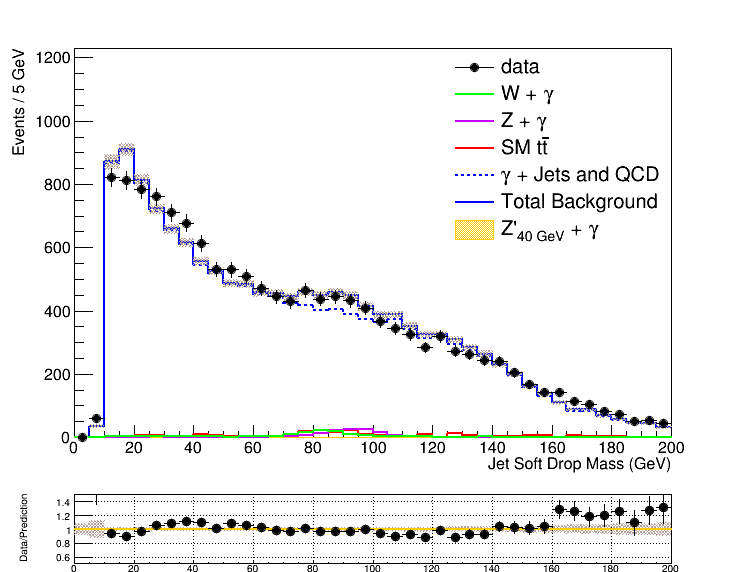 Events / 5 GeV
1200
1000
800
600
400
200
0
0 20 40 60 80 100 120 140 160 180 200
Jet Soft Drop Mass (GeV)
data
W + γ
Z + γ
SM tt̄
γ + Jets and QCD
Total Background
Z'40 GeV + γ
Data/Prediction
1.4
1.2
1
0.8
0.6
0 20 40 60 80 100 120 140 160 180 200